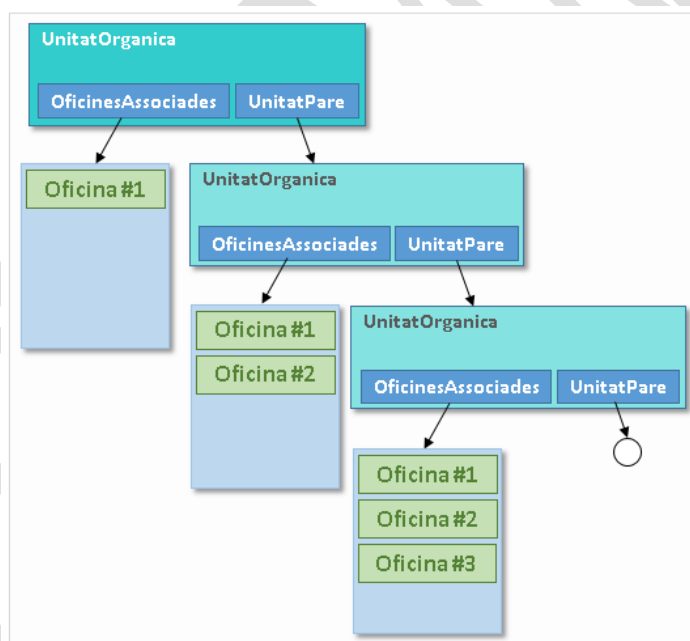 UnitatOrganica
OficinesAssociades
UnitatPare
Oficina #1
UnitatOrganica
OficinesAssociades
UnitatPare
Oficina #1
Oficina #2
UnitatOrganica
OficinesAssociades
UnitatPare
Oficina #1
Oficina #2
Oficina #3